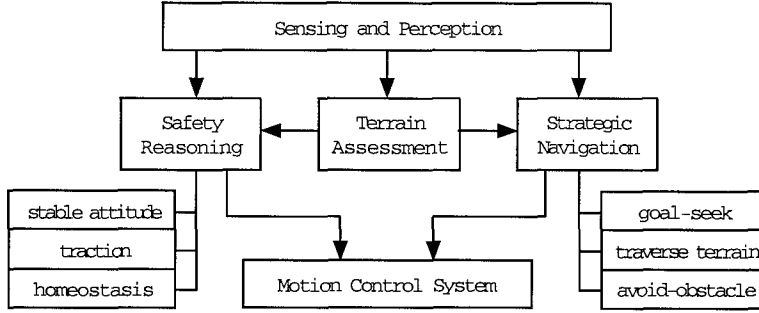 Sensing and Perception
Safety
Reasoning
Terrain
Assessment
Strategic
Navigation
stable attitude
traction
homeostasis
goal-seek
traverse terrain
avoid-obstacle
Motion Control System